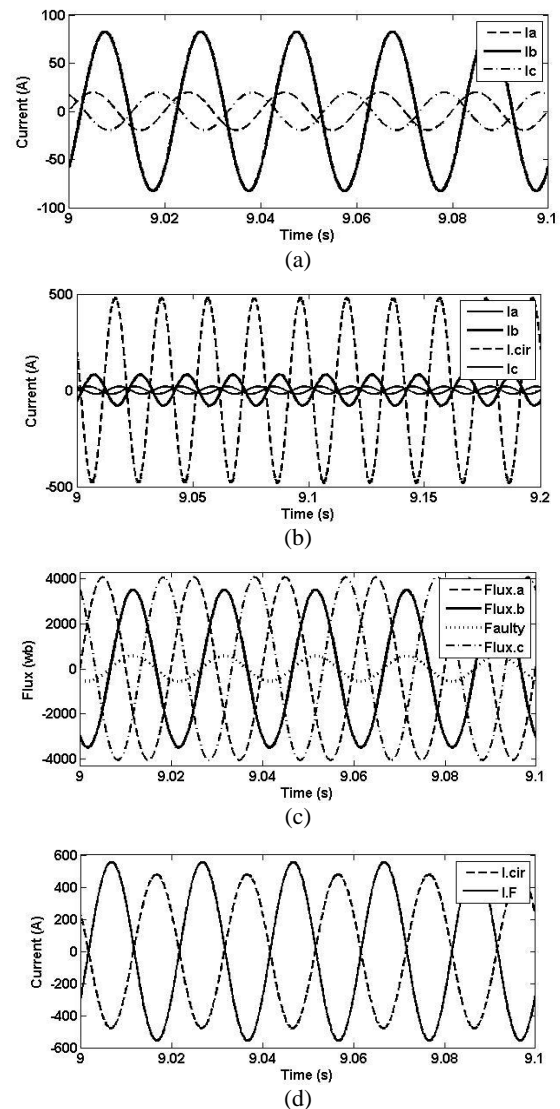 100
50
0
-50
-100
Current (A)
Ia
Ib
Ic
9
9.02
9.04
9.06
9.08
9.1
Time (s)
(a)
500
0
-500
Current (A)
Ia
Ib
I.cir
Ic
9
9.05
9.1
9.15
9.2
Time (s)
(b)
4000
2000
0
-2000
-4000
Flux (wb)
Flux.a
Flux.b
Faulty
Flux.c
9
9.02
9.04
9.06
9.08
9.1
Time (s)
(c)
600
400
200
0
-200
-400
-600
Current (A)
I.cir
I.F
9
9.02
9.04
9.06
9.08
9.1
Time (s)
(d)